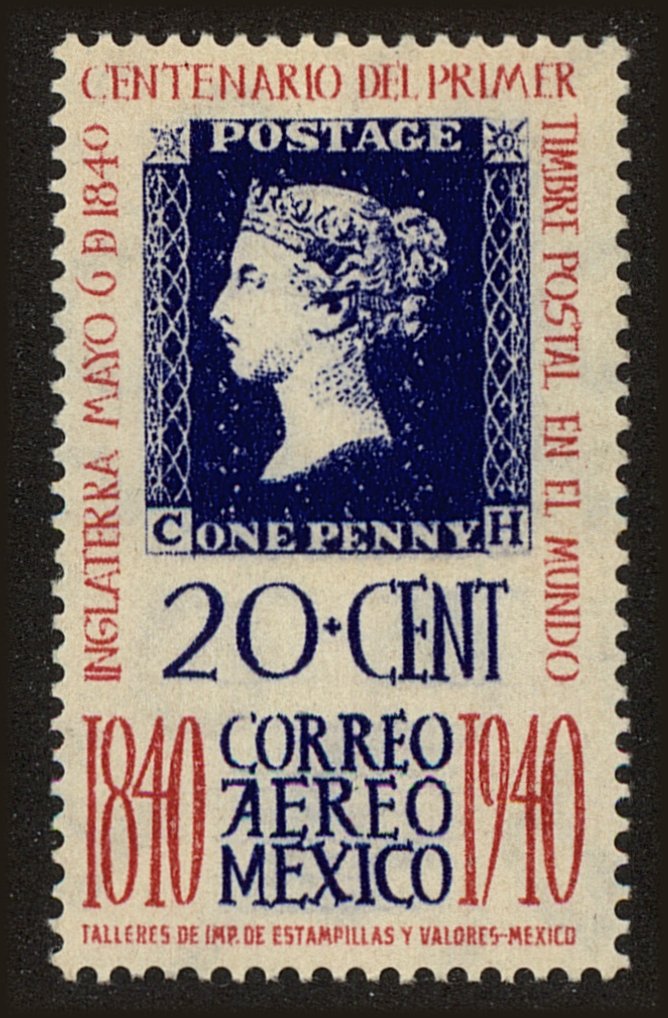 CENTENARIO DEL PRIMER
TIMBRE POSTAL EN EL MUNDO
INGLATERRA MAYO 6 D 1840
POSTAGE
C ONE PENNY. H
20·CENT
1840 CORREO 1940
AEREO
MEXICO
TALLERES DE IMP. DE ESTAMPILLAS Y VALORES-MEXICO